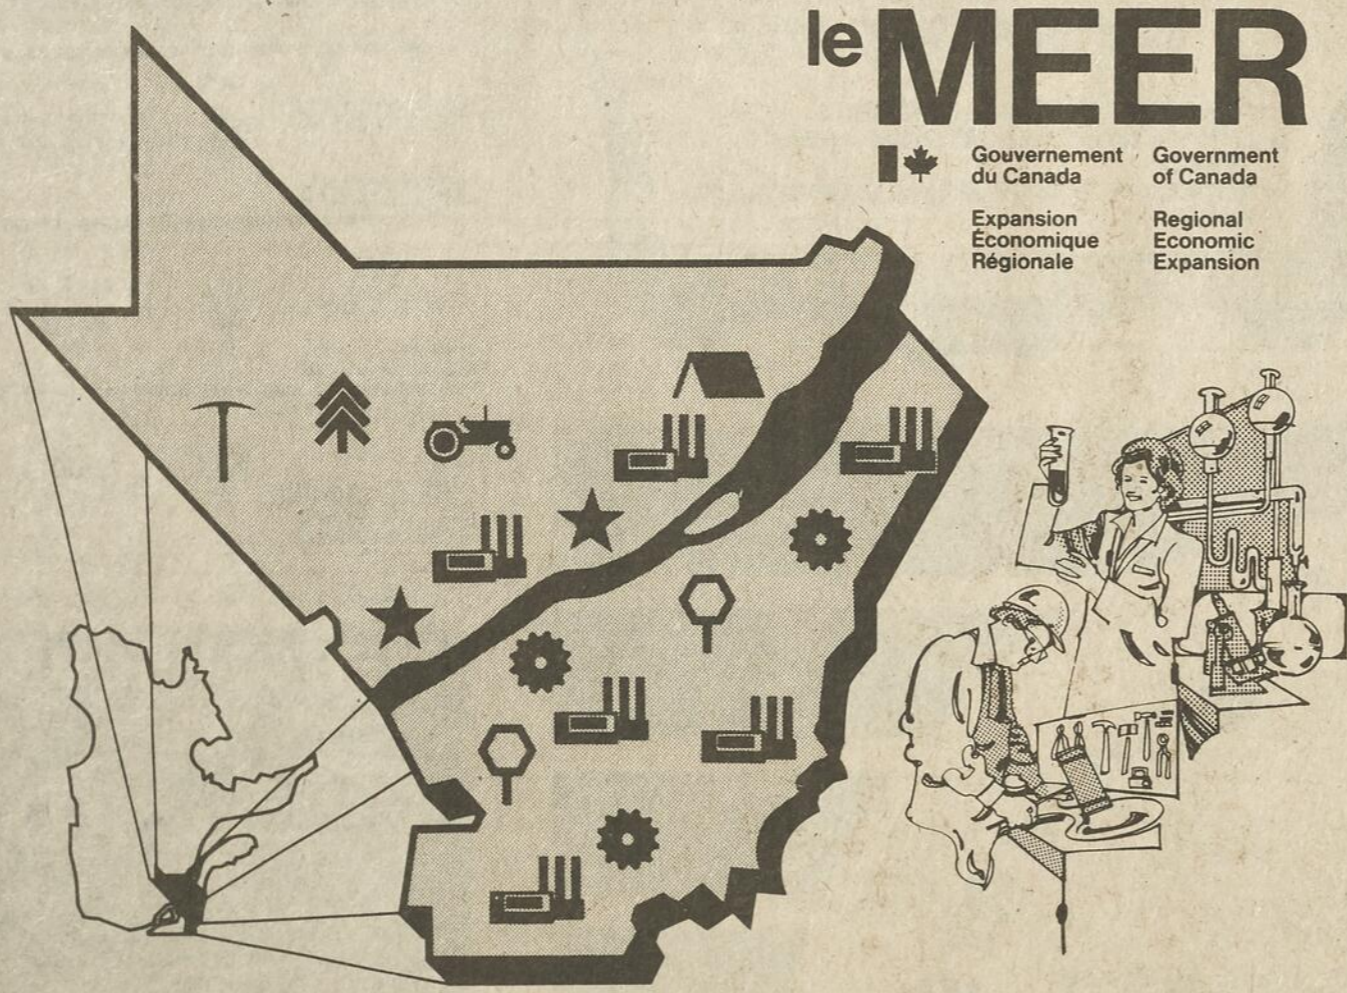 le MEER
Gouvernement du Canada
Government of Canada
Expansion Économique Régionale
Regional Economic Expansion